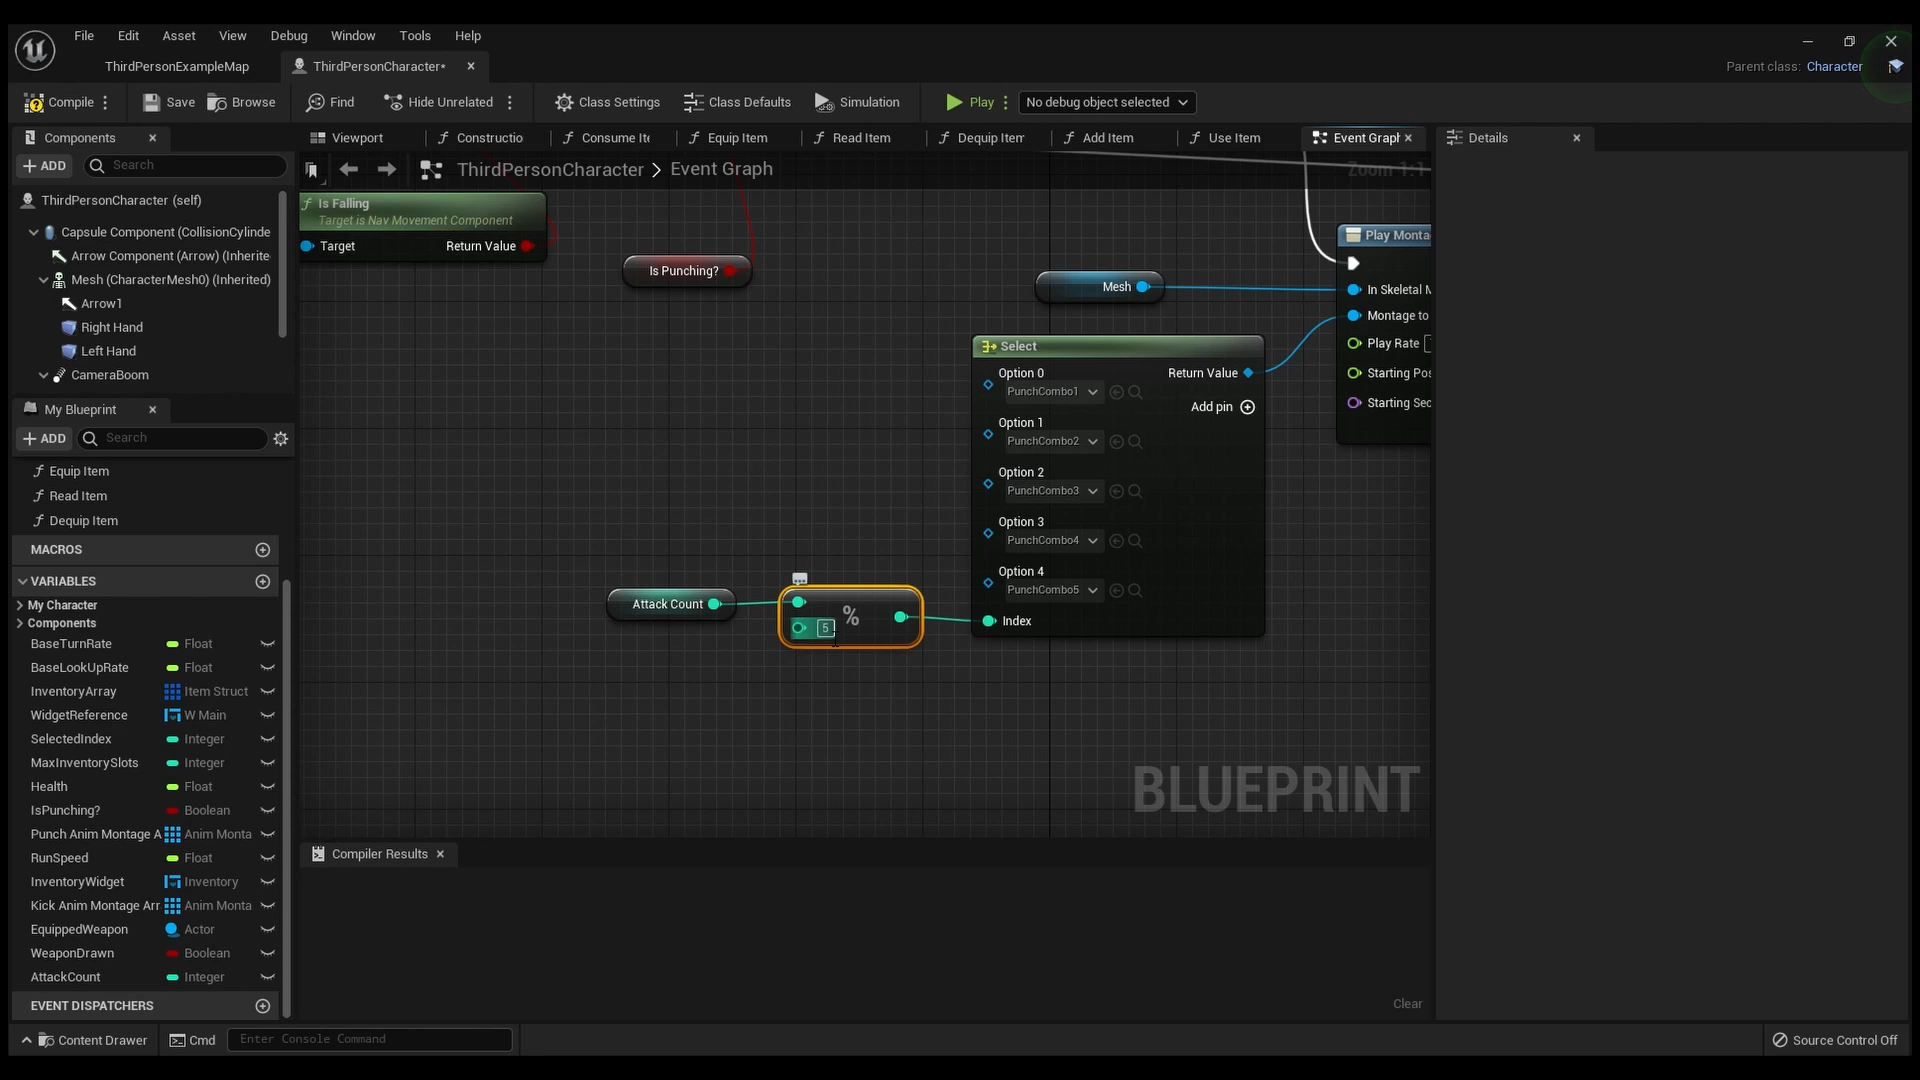 File Edit Asset View Debug Window Tools Help
ThirdPersonExampleMap
ThirdPersonCharacter*
Parent class: Character
Compile
Save
Browse
Find
Hide Unrelated
Class Settings
Class Defaults
Simulation
Play
No debug object selected
Components
Viewport
Constructio
Consume Ite
Equip Item
Read Item
Dequip Iter
Add Item
Use Item
Event Graph
Details
ADD
Search
ThirdPersonCharacter > Event Graph
Zoom 1:1
ThirdPersonCharacter (self)
Capsule Component (CollisionCylinde
Arrow Component (Arrow) (Inherite
Mesh (CharacterMesh0) (Inherited)
Arrow1
Right Hand
Left Hand
CameraBoom
My Blueprint
ADD
Search
Equip Item
Read Item
Dequip Item
MACROS
VARIABLES
My Character
Components
BaseTurnRate Float
BaseLookUpRate Float
InventoryArray Item Struct
WidgetReference W Main
SelectedIndex Integer
MaxInventorySlots Integer
Health Float
IsPunching? Boolean
Punch Anim Montage A Anim Monta
RunSpeed Float
InventoryWidget Inventory
Kick Anim Montage Arr Anim Monta
EquippedWeapon Actor
WeaponDrawn Boolean
AttackCount Integer
EVENT DISPATCHERS
Is Falling
Target is Nav Movement Component
Target
Return Value
Is Punching?
Mesh
Play Monta
In Skeletal M
Montage to
Play Rate
Starting Pos
Starting Sec
Select
Option 0
PunchCombo1
Return Value
Add pin
Option 1
PunchCombo2
Option 2
PunchCombo3
Option 3
PunchCombo4
Option 4
PunchCombo5
Index
Attack Count
%
5
BLUEPRINT
Compiler Results
Clear
Content Drawer
Cmd
Enter Console Command
Source Control Off